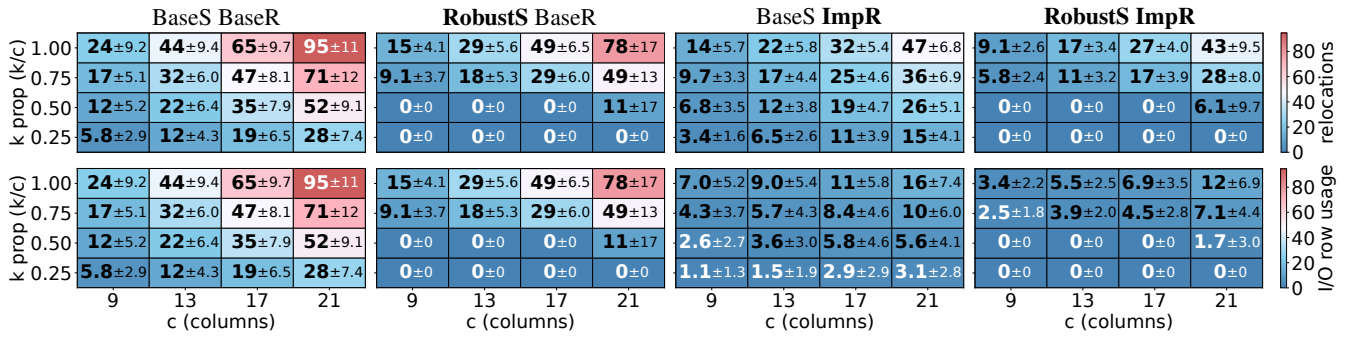 BaseS BaseR RobustS BaseR BaseS ImpR RobustS ImpR
1.00 24±9.2 44±9.4 65±9.7 95±11 15±4.1 29±5.6 49±6.5 78±17 14±5.7 22±5.8 32±5.4 47±6.8 9.1±2.6 17±3.4 27±4.0 43±9.5 80
0.75 17±5.1 32±6.0 47±8.1 71±12 9.1±3.7 18±5.3 29±6.0 49±13 9.7±3.3 17±4.4 25±4.6 36±6.9 5.8±2.4 11±3.2 17±3.9 28±8.0 60
0.50 12±5.2 22±6.4 35±7.9 52±9.1 0±0 0±0 0±0 11±17 6.8±3.5 12±3.8 19±4.7 26±5.1 0±0 0±0 0±0 6.1±9.7 40
0.25 5.8±2.9 12±4.3 19±6.5 28±7.4 0±0 0±0 0±0 0±0 3.4±1.6 6.5±2.6 11±3.9 15±4.1 0±0 0±0 0±0 0±0 20
0
k prop (k/c)
relocations
1.00 24±9.2 44±9.4 65±9.7 95±11 15±4.1 29±5.6 49±6.5 78±17 7.0±5.2 9.0±5.4 11±5.8 16±7.4 3.4±2.2 5.5±2.5 6.9±3.5 12±6.9 80
0.75 17±5.1 32±6.0 47±8.1 71±12 9.1±3.7 18±5.3 29±6.0 49±13 4.3±3.7 5.7±4.3 8.4±4.6 10±6.0 2.5±1.8 3.9±2.0 4.5±2.8 7.1±4.4 60
0.50 12±5.2 22±6.4 35±7.9 52±9.1 0±0 0±0 0±0 11±17 2.6±2.7 3.6±3.0 5.8±4.6 5.6±4.1 0±0 0±0 0±0 1.7±3.0 40
0.25 5.8±2.9 12±4.3 19±6.5 28±7.4 0±0 0±0 0±0 0±0 1.1±1.3 1.5±1.9 2.9±2.9 3.1±2.8 0±0 0±0 0±0 0±0 20
0
k prop (k/c)
I/O row usage
9 13 17 21 9 13 17 21 9 13 17 21 9 13 17 21
c (columns) c (columns) c (columns) c (columns)